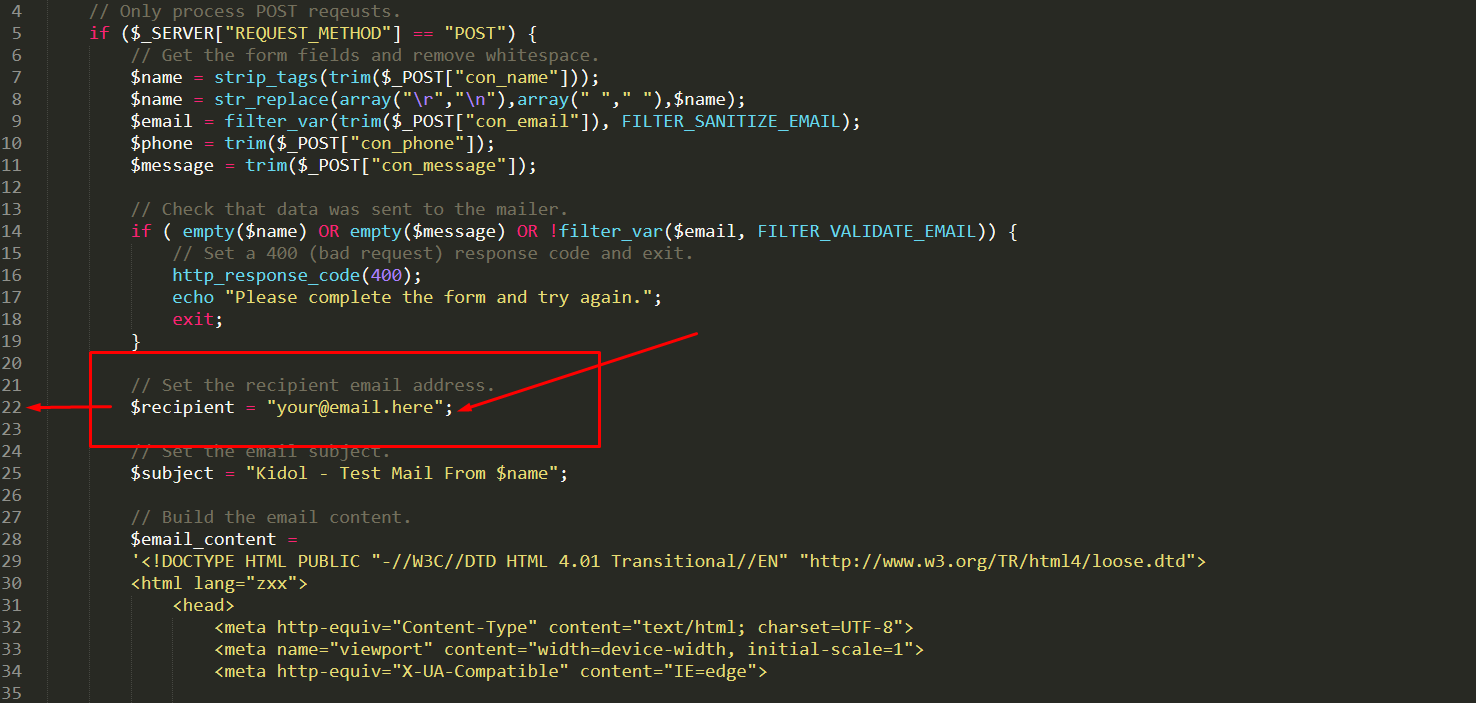 4 // Only process POST reqeusts.
5 if ($_SERVER["REQUEST_METHOD"] == "POST") {
6 // Get the form fields and remove whitespace.
7 $name = strip_tags(trim($_POST["con_name"]));
8 $name = str_replace(array("\r","\n"),array(" "," "),$name);
9 $email = filter_var(trim($_POST["con_email"]), FILTER_SANITIZE_EMAIL);
10 $phone = trim($_POST["con_phone"]);
11 $message = trim($_POST["con_message"]);
12
13 // Check that data was sent to the mailer.
14 if ( empty($name) OR empty($message) OR !filter_var($email, FILTER_VALIDATE_EMAIL)) {
15 // Set a 400 (bad request) response code and exit.
16 http_response_code(400);
17 echo "Please complete the form and try again.";
18 exit;
19 }
20
21 // Set the recipient email address.
22 $recipient = "your@email.here";
23
24 // Set the email subject.
25 $subject = "Kidol - Test Mail From $name";
26
27 // Build the email content.
28 $email_content =
29 '<!DOCTYPE HTML PUBLIC "-//W3C//DTD HTML 4.01 Transitional//EN" "http://www.w3.org/TR/html4/loose.dtd">
30 <html lang="zxx">
31 <head>
32 <meta http-equiv="Content-Type" content="text/html; charset=UTF-8">
33 <meta name="viewport" content="width=device-width, initial-scale=1">
34 <meta http-equiv="X-UA-Compatible" content="IE=edge">
35